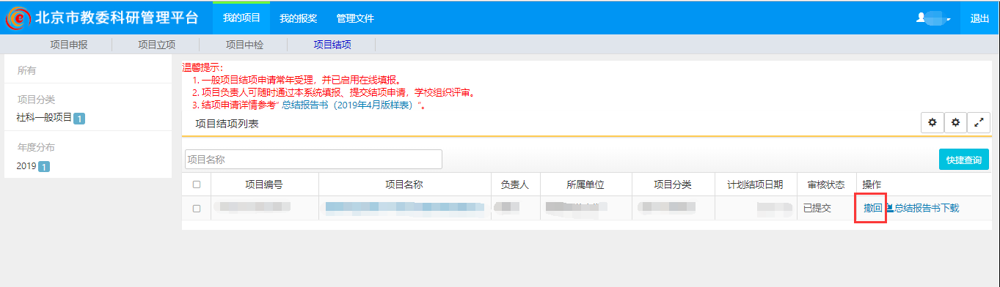 北京市教委科研管理平台
我的项目 我的报奖 管理文件 退出
项目申报 项目立项 项目中检 项目结项
所有
项目分类
社科一般项目 1
年度分布
2019 1
温馨提示：
1. 一般项目结项申请常年受理，并已启用在线填报。
2. 项目负责人可随时通过本系统填报、提交结项申请，学校组织评审。
3. 结项申请详情参考“ 总结报告书（2019年4月版样表）”。
项目结项列表
项目名称 快捷查询
项目编号 项目名称 负责人 所属单位 项目分类 计划结项日期 审核状态 操作
已提交 撤回 总结报告书下载